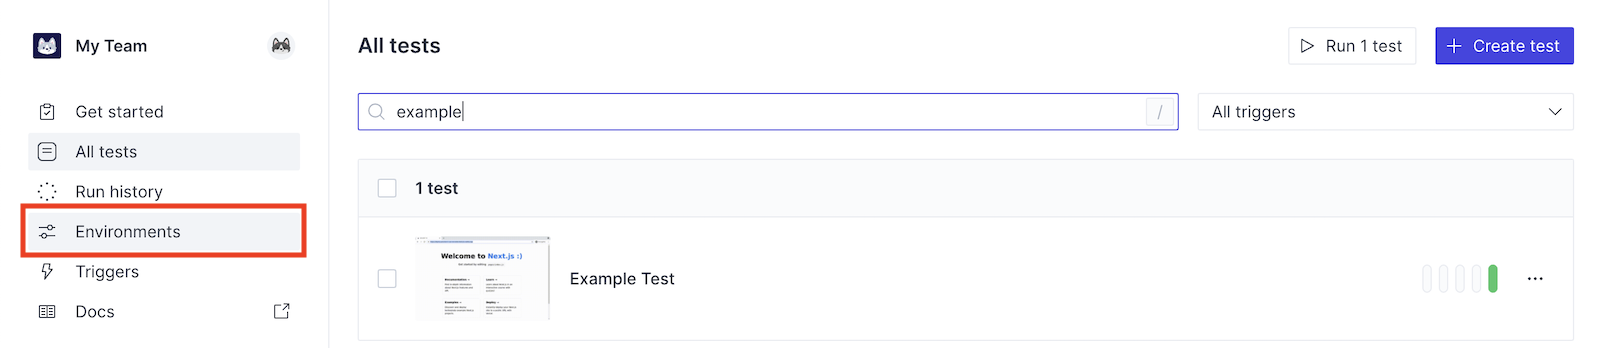 My Team
Get started
All tests
Run history
Environments
Triggers
Docs
All tests
Run 1 test
Create test
example
/
All triggers
1 test
Welcome to Next.js :)
Example Test